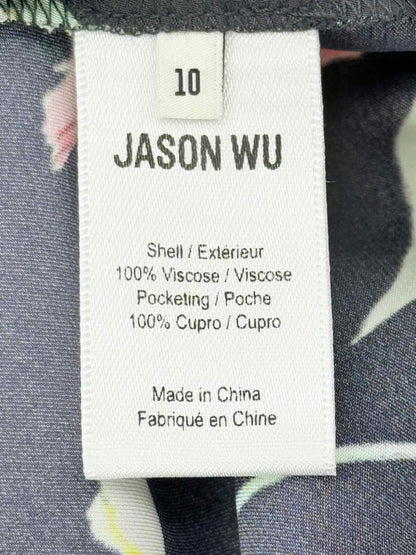 10
JASON WU
Shell / Extérieur
100% Viscose / Viscose
Pocketing / Poche
100% Cupro / Cupro
Made in China
Fabriqué en Chine